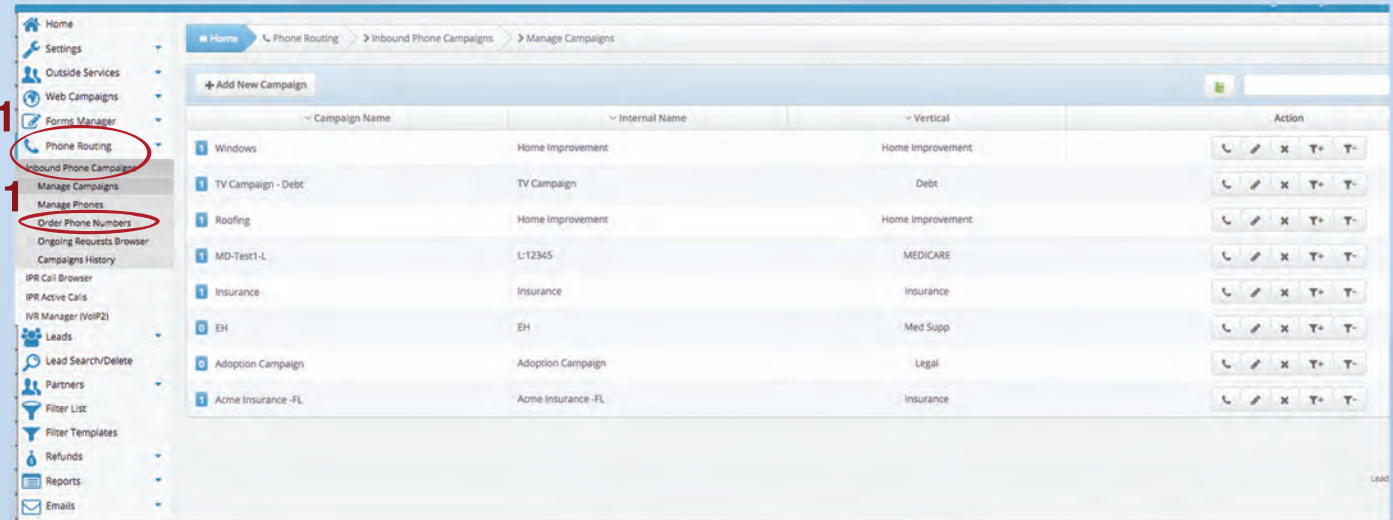 Home
Settings
Outside Services
Web Campaigns
1
Forms Manager
Phone Routing
Inbound Phone Campaigns
1
Manage Campaigns
Manage Phones
Order Phone Numbers
Ongoing Requests Browser
Campaigns History
IPR Call Browser
IPR Active Calls
IVR Manager (VoIP2)
Leads
Lead Search/Delete
Partners
Filter List
Filter Templates
Refunds
Reports
Emails
Home Phone Routing Inbound Phone Campaigns Manage Campaigns
+ Add New Campaign
Campaign Name Internal Name Vertical Action
1 Windows Home Improvement Home Improvement
1 TV Campaign - Debt TV Campaign Debt
1 Roofing Home Improvement Home Improvement
1 MD-Test1-L L:12345 MEDICARE
1 Insurance Insurance Insurance
0 EH EH Med Supp
0 Adoption Campaign Adoption Campaign Legal
1 Acme Insurance -FL Acme Insurance -FL Insurance
Lead